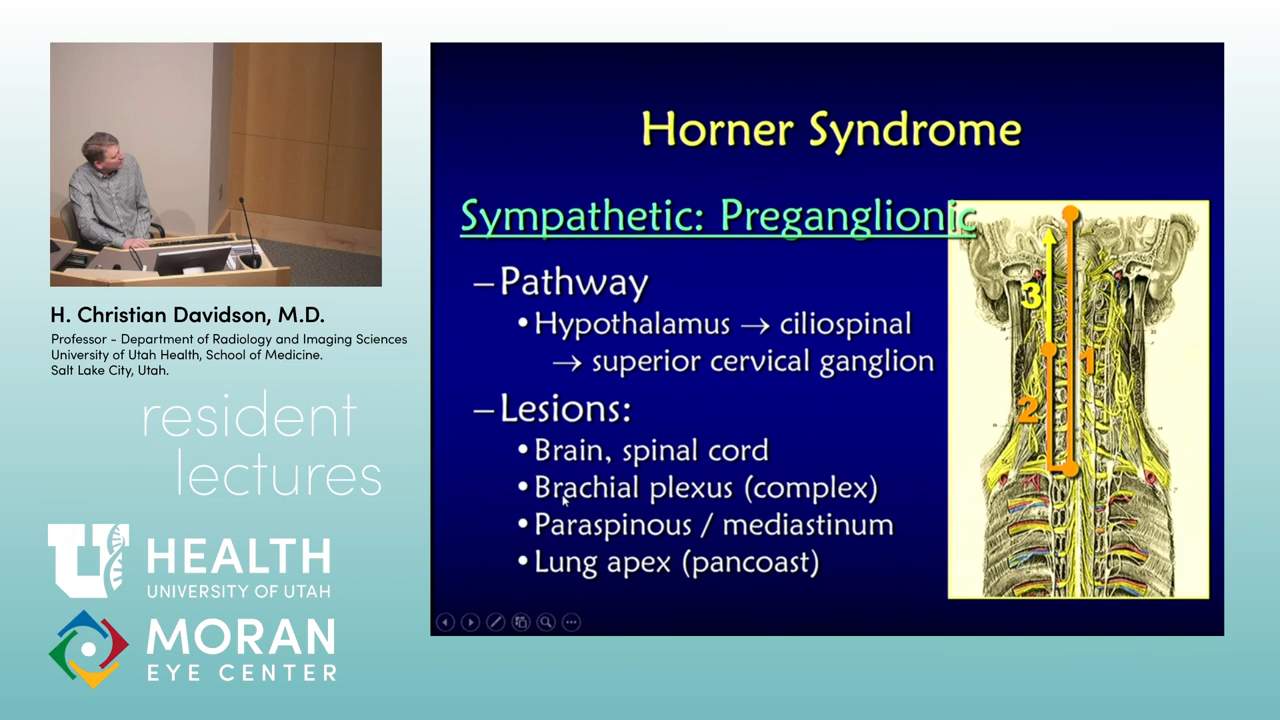 H. Christian Davidson, M.D.
Professor - Department of Radiology and Imaging Sciences
University of Utah Health, School of Medicine.
Salt Lake City, Utah.
resident
lectures
U HEALTH
UNIVERSITY OF UTAH
MORAN
EYE CENTER
Horner Syndrome
Sympathetic: Preganglionic
–Pathway
•Hypothalamus → ciliospinal
→ superior cervical ganglion
–Lesions:
•Brain, spinal cord
•Brachial plexus (complex)
•Paraspinous / mediastinum
•Lung apex (pancoast)
3
1
2